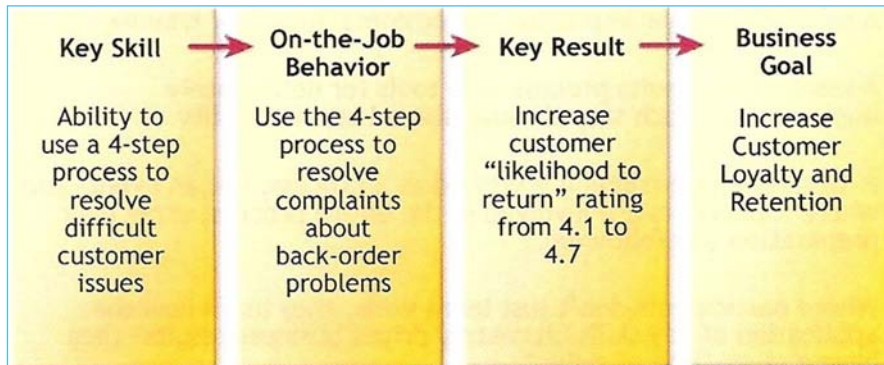 Key Skill
Ability to
use a 4-step
process to
resolve
difficult
customer
issues
On-the-Job
Behavior
Use the 4-step
process to
resolve
complaints
about
back-order
problems
Key Result
Increase
customer
“likelihood to
return” rating
from 4.1 to
4.7
Business
Goal
Increase
Customer
Loyalty and
Retention